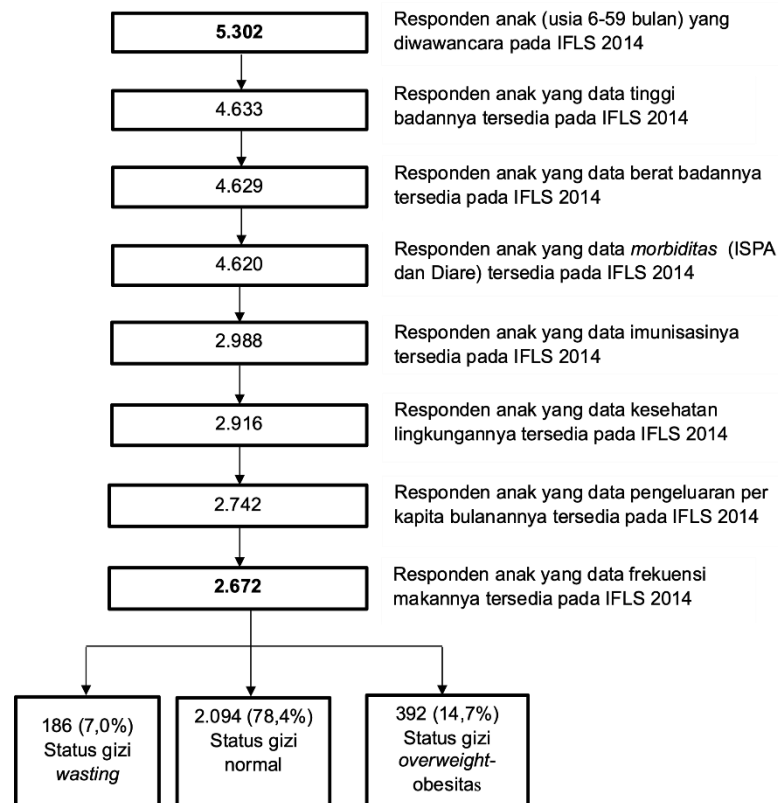 5.302
Responden anak (usia 6-59 bulan) yang
diwawancara pada IFLS 2014
4.633
Responden anak yang data tinggi
badannya tersedia pada IFLS 2014
4.629
Responden anak yang data berat badannya
tersedia pada IFLS 2014
4.620
Responden anak yang data morbiditas (ISPA
dan Diare) tersedia pada IFLS 2014
2.988
Responden anak yang data imunisasinya
tersedia pada IFLS 2014
2.916
Responden anak yang data kesehatan
lingkungannya tersedia pada IFLS 2014
2.742
Responden anak yang data pengeluaran per
kapita bulanannya tersedia pada IFLS 2014
2.672
Responden anak yang data frekuensi
makannya tersedia pada IFLS 2014
186 (7,0%)
Status gizi
wasting
2.094 (78,4%)
Status gizi
normal
392 (14,7%)
Status gizi
overweight-
obesitas